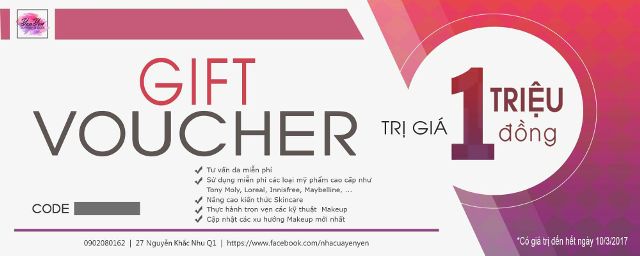 GIFT
VOUCHER
TRỊ GIÁ
1 TRIỆU
đồng
Tư vấn da miễn phí
Sử dụng miễn phí các loại mỹ phẩm cao cấp như
Tony Moly, Loreal, Innisfree, Maybelline, ...
Nâng cao kiến thức Skincare
Thực hành trọn vẹn các kỹ thuật Makeup
Cập nhật các xu hướng Makeup mới nhất
CODE
0902080162 | 27 Nguyễn Khắc Nhu Q1 | https://www.facebook.com/nhacuayenyen
*Có giá trị đến hết ngày 10/3/2017